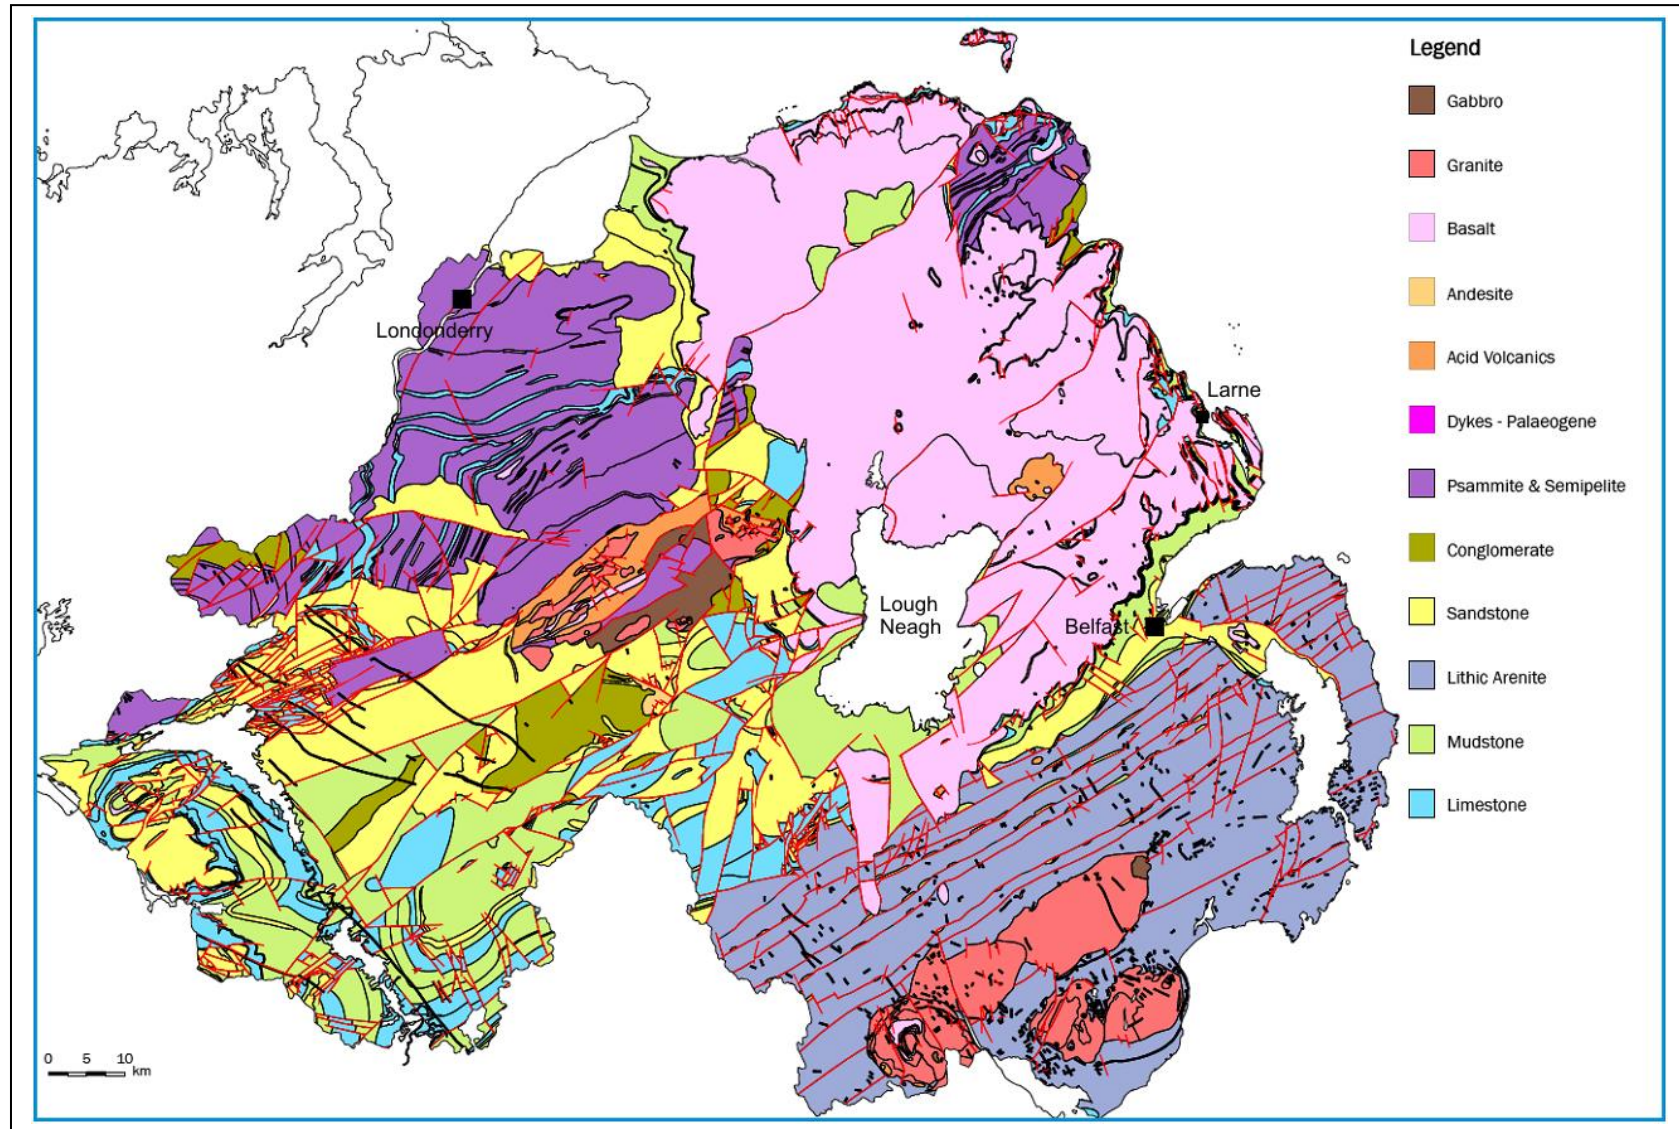 Legend
Gabbro
Granite
Basalt
Andesite
Acid Volcanics
Dykes - Palaeogene
Psammite & Semipelite
Conglomerate
Sandstone
Lithic Arenite
Mudstone
Limestone
Londonderry
Larne
Lough
Neagh
Belfast
0 5 10
km